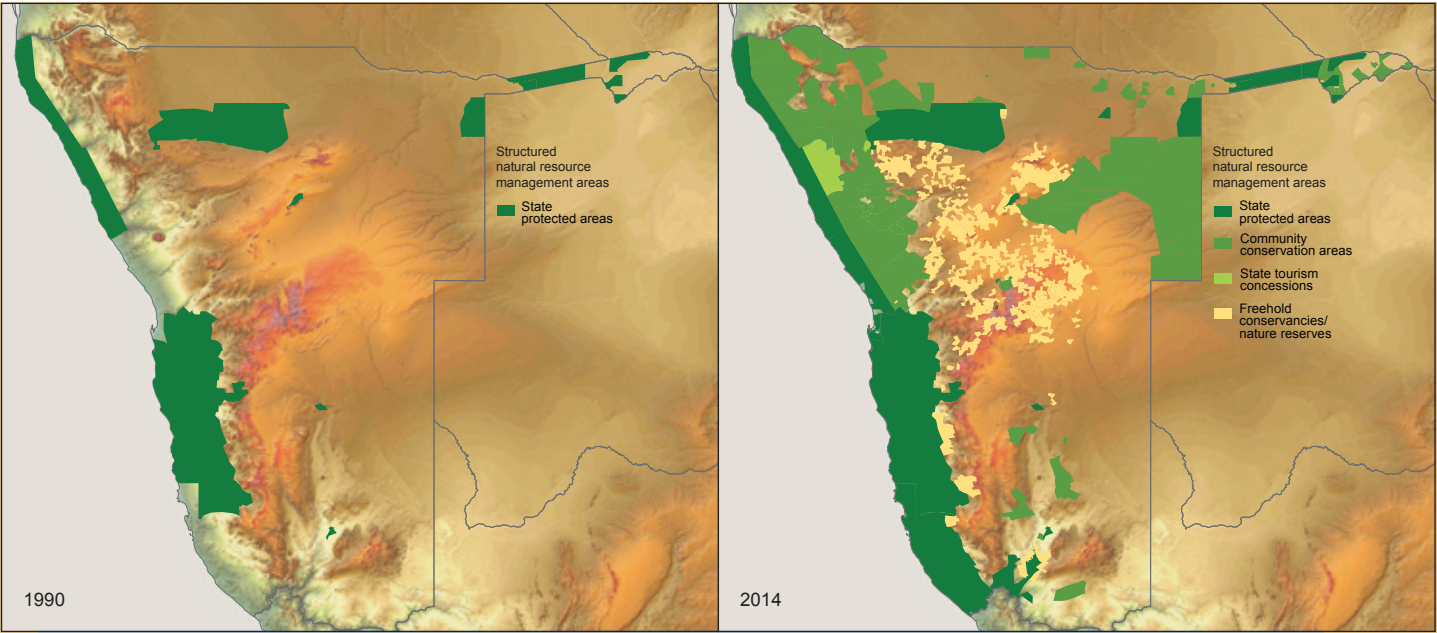 Structured
natural resource
management areas
State
protected areas
1990
Structured
natural resource
management areas
State
protected areas
Community
conservation areas
State tourism
concessions
Freehold
conservancies/
nature reserves
2014